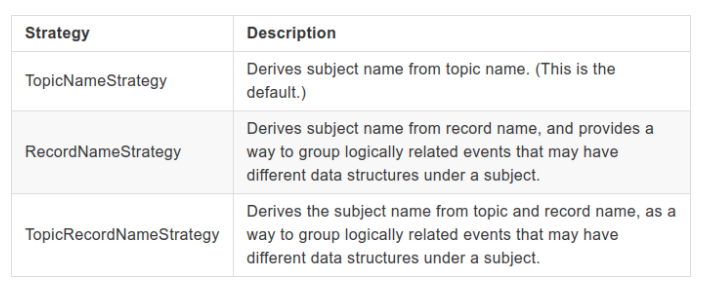 Strategy Description
TopicNameStrategy
Derives subject name from topic name. (This is the
default.)
RecordNameStrategy
Derives subject name from record name, and provides a
way to group logically related events that may have
different data structures under a subject.
TopicRecordNameStrategy
Derives the subject name from topic and record name, as a
way to group logically related events that may have
different data structures under a subject.